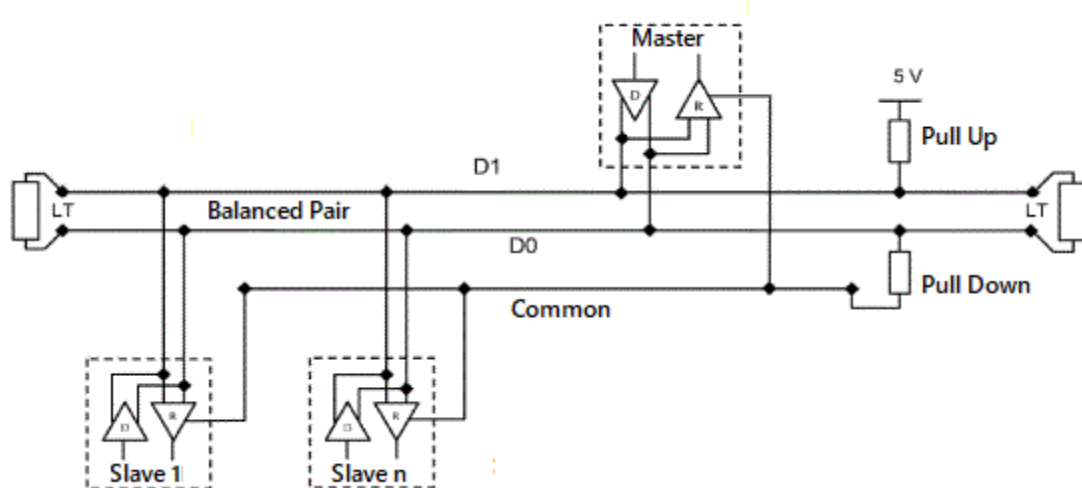 Master
D
R
5 V
Pull Up
D1
LT
Balanced Pair
LT
D0
Pull Down
Common
D
R
D
R
Slave 1
Slave n